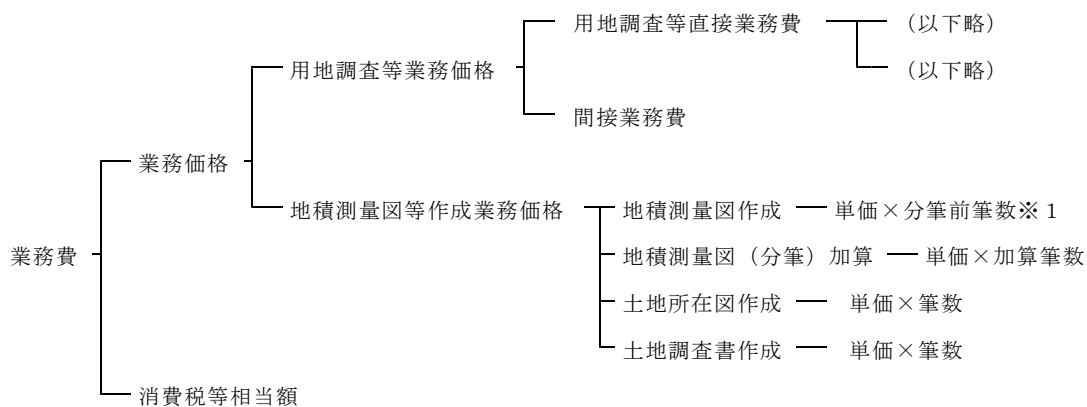 用地調査等直接業務費 （以下略）
用地調査等業務価格 （以下略）
間接業務費
業務価格
地積測量図等作成業務価格 地積測量図作成 単価×分筆前筆数※1
業務費 地積測量図（分筆）加算 単価×加算筆数
土地所在図作成 単価×筆数
土地調査書作成 単価×筆数
消費税等相当額